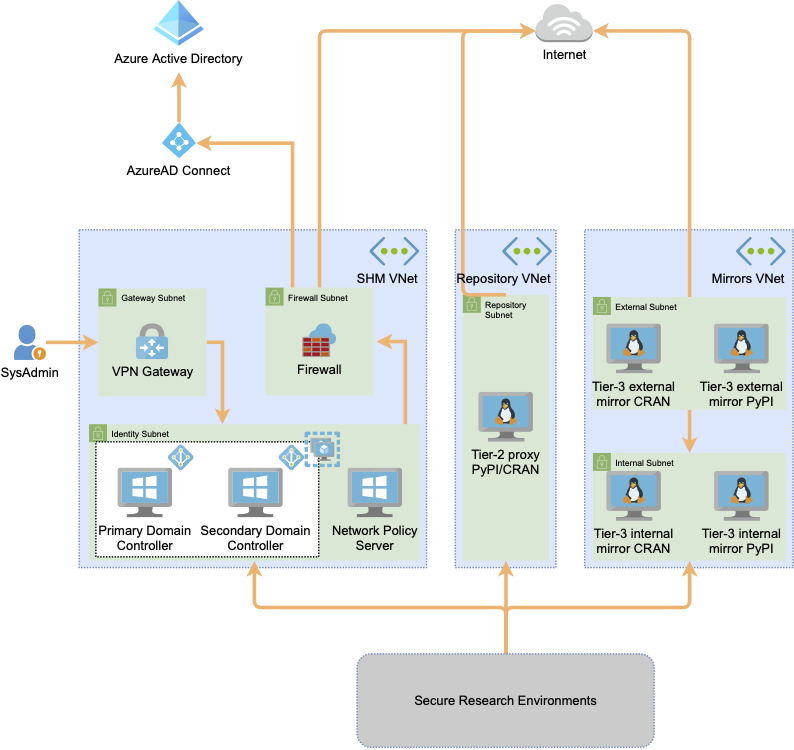 Azure Active Directory
Internet
AzureAD Connect
SHM VNet
Repository VNet
Mirrors VNet
Gateway Subnet
Firewall Subnet
Repository
Subnet
External Subnet
SysAdmin
VPN Gateway
Firewall
Tier-3 external
mirror CRAN
Tier-3 external
mirror PyPI
Identity Subnet
Tier-2 proxy
PyPI/CRAN
Internal Subnet
Primary Domain
Controller
Secondary Domain
Controller
Network Policy
Server
Tier-3 internal
mirror CRAN
Tier-3 internal
mirror PyPI
Secure Research Environments